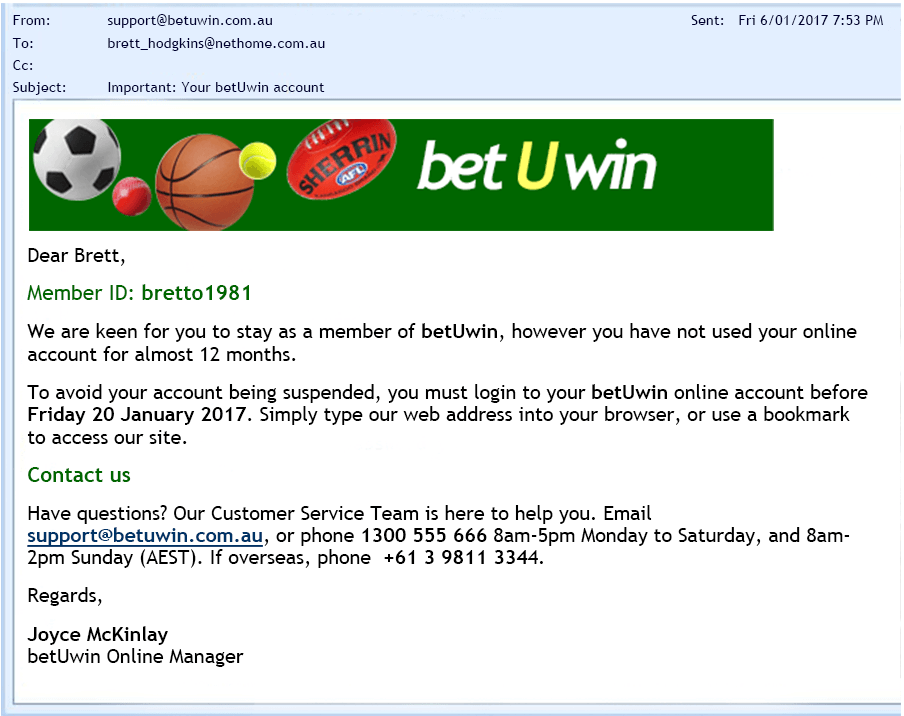 From: support@betuwin.com.au Sent: Fri 6/01/2017 7:53 PM
To: brett_hodgkins@nethome.com.au
Cc:
Subject: Important: Your betUwin account
SHERRIN
AFL
bet U win
Dear Brett,
Member ID: bretto1981
We are keen for you to stay as a member of betUwin, however you have not used your online
account for almost 12 months.
To avoid your account being suspended, you must login to your betUwin online account before
Friday 20 January 2017. Simply type our web address into your browser, or use a bookmark
to access our site.
Contact us
Have questions? Our Customer Service Team is here to help you. Email
support@betuwin.com.au, or phone 1300 555 666 8am-5pm Monday to Saturday, and 8am-
2pm Sunday (AEST). If overseas, phone +61 3 9811 3344.
Regards,
Joyce McKinlay
betUwin Online Manager